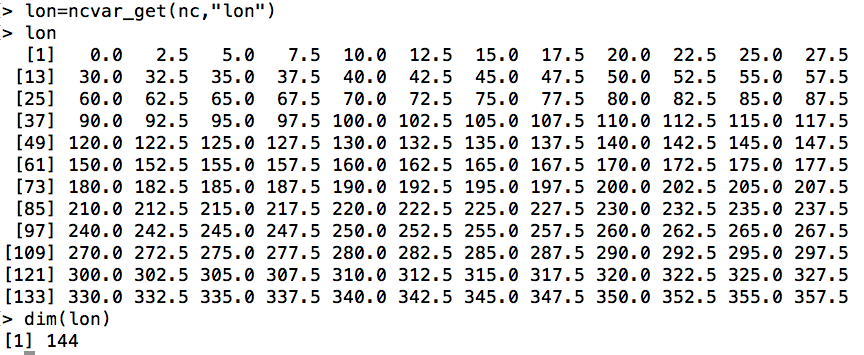 > lon=ncvar_get(nc,"lon")
> lon
[1] 0.0 2.5 5.0 7.5 10.0 12.5 15.0 17.5 20.0 22.5 25.0 27.5
[13] 30.0 32.5 35.0 37.5 40.0 42.5 45.0 47.5 50.0 52.5 55.0 57.5
[25] 60.0 62.5 65.0 67.5 70.0 72.5 75.0 77.5 80.0 82.5 85.0 87.5
[37] 90.0 92.5 95.0 97.5 100.0 102.5 105.0 107.5 110.0 112.5 115.0 117.5
[49] 120.0 122.5 125.0 127.5 130.0 132.5 135.0 137.5 140.0 142.5 145.0 147.5
[61] 150.0 152.5 155.0 157.5 160.0 162.5 165.0 167.5 170.0 172.5 175.0 177.5
[73] 180.0 182.5 185.0 187.5 190.0 192.5 195.0 197.5 200.0 202.5 205.0 207.5
[85] 210.0 212.5 215.0 217.5 220.0 222.5 225.0 227.5 230.0 232.5 235.0 237.5
[97] 240.0 242.5 245.0 247.5 250.0 252.5 255.0 257.5 260.0 262.5 265.0 267.5
[109] 270.0 272.5 275.0 277.5 280.0 282.5 285.0 287.5 290.0 292.5 295.0 297.5
[121] 300.0 302.5 305.0 307.5 310.0 312.5 315.0 317.5 320.0 322.5 325.0 327.5
[133] 330.0 332.5 335.0 337.5 340.0 342.5 345.0 347.5 350.0 352.5 355.0 357.5
> dim(lon)
[1] 144